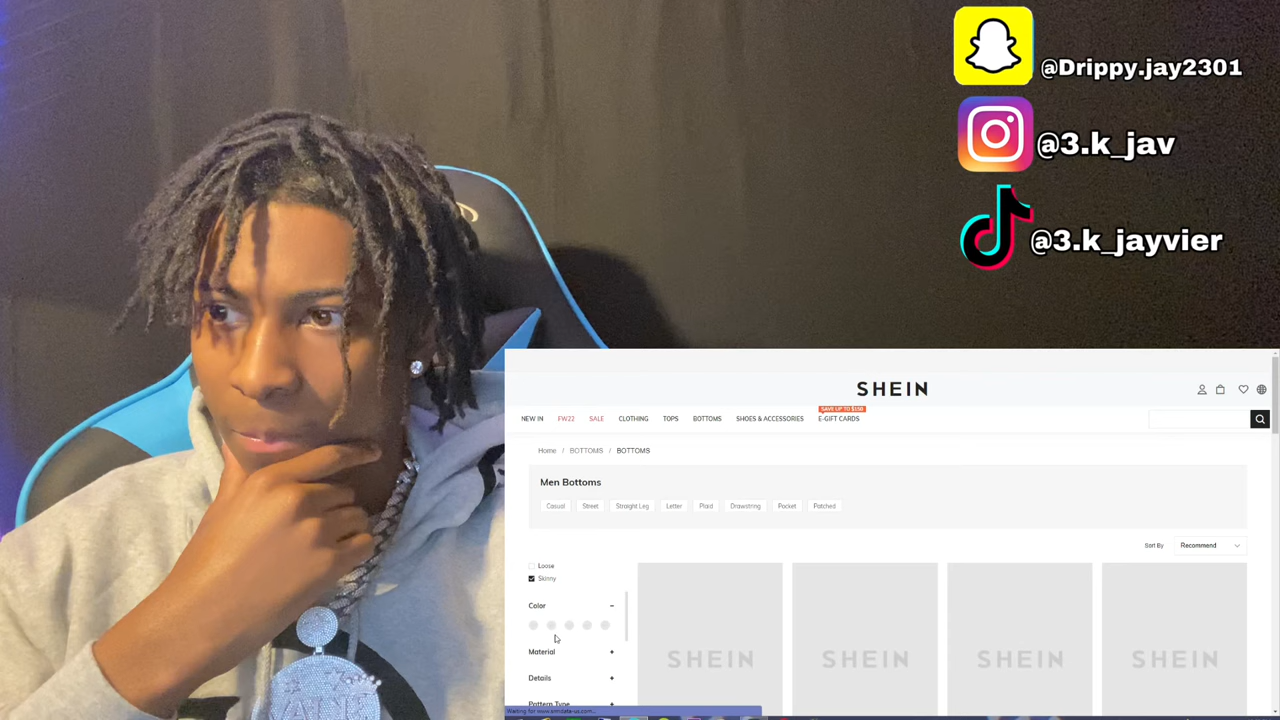 @Drippy.jay2301
@3.k_jav
@3.k_jayvier
SHEIN
SAVE UP TO $150
NEW IN FW22 SALE CLOTHING TOPS BOTTOMS SHOES & ACCESSORIES E-GIFT CARDS
Home / BOTTOMS / BOTTOMS
Men Bottoms
Casual Street Straight Leg Letter Plaid Drawstring Pocket Patched
Sort By Recommend
Loose
Skinny
Color −
Material +
SHEIN SHEIN SHEIN SHEIN
Details +
Pattern Type